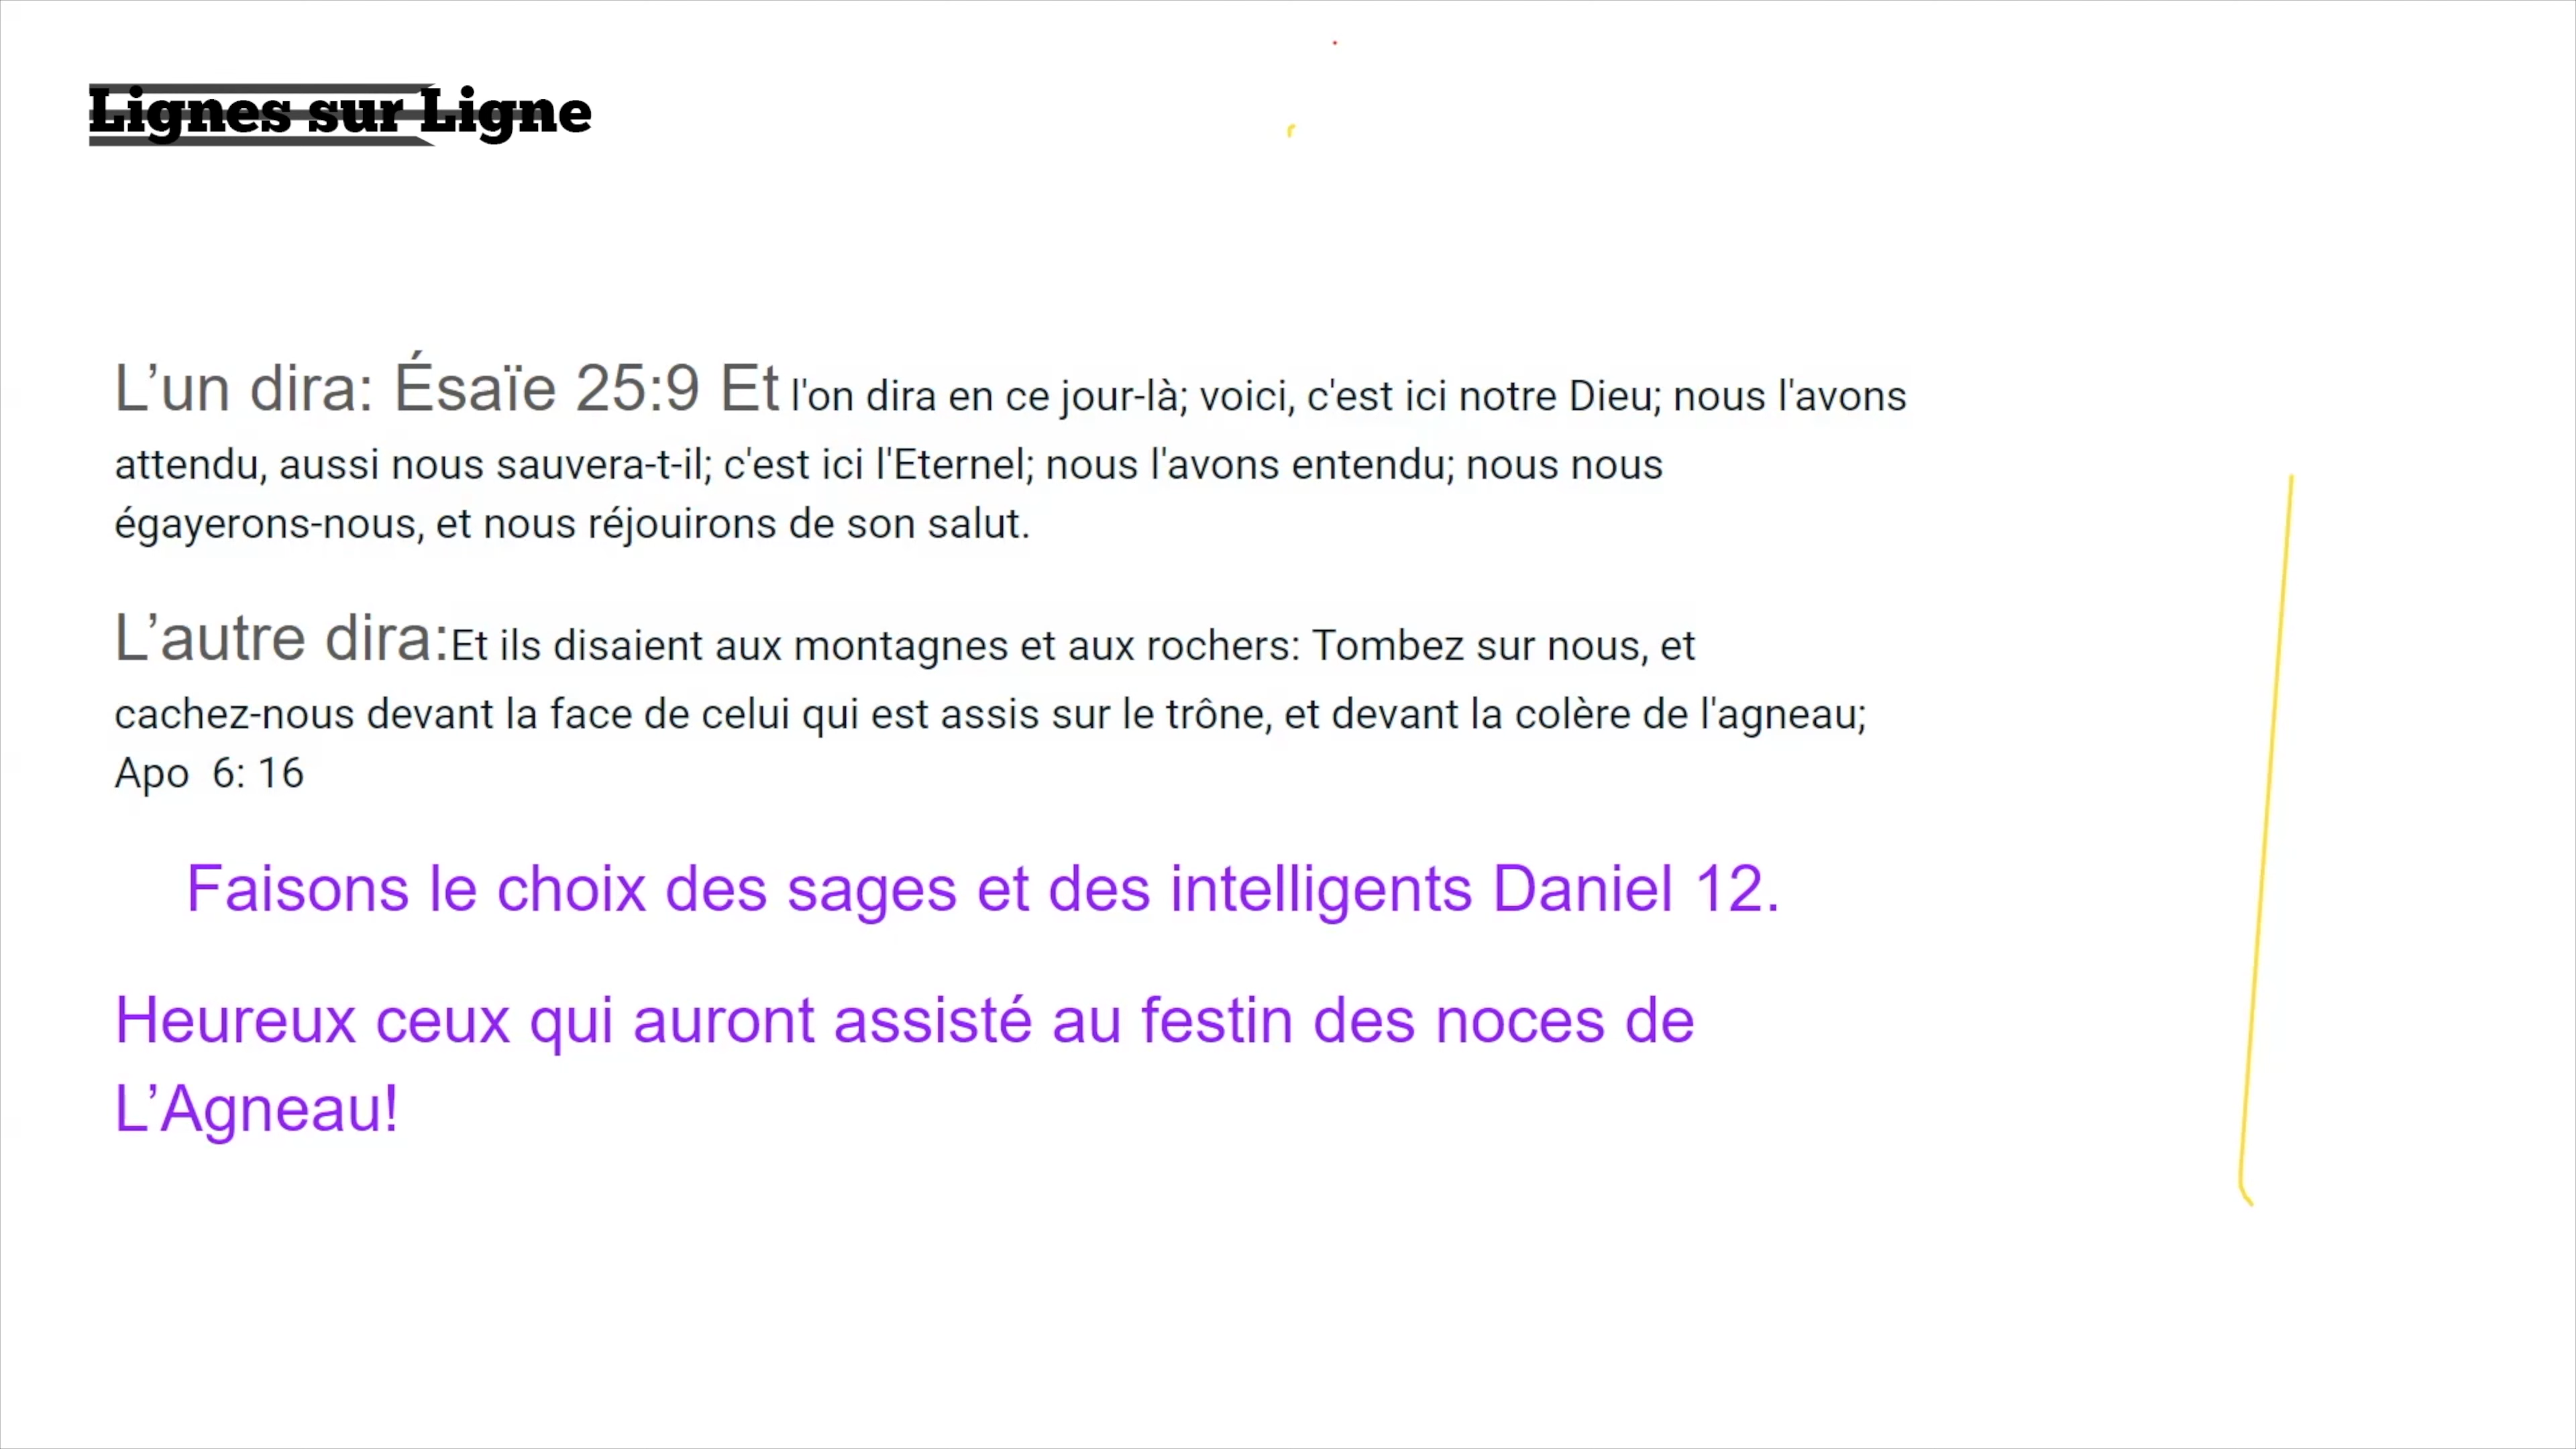 Lignes sur Ligne
L’un dira: Ésaïe 25:9 Et l'on dira en ce jour-là; voici, c'est ici notre Dieu; nous l'avons
attendu, aussi nous sauvera-t-il; c'est ici l'Eternel; nous l'avons entendu; nous nous
égayerons-nous, et nous réjouirons de son salut.
L’autre dira:Et ils disaient aux montagnes et aux rochers: Tombez sur nous, et
cachez-nous devant la face de celui qui est assis sur le trône, et devant la colère de l'agneau;
Apo 6: 16
Faisons le choix des sages et des intelligents Daniel 12.
Heureux ceux qui auront assisté au festin des noces de
L’Agneau!